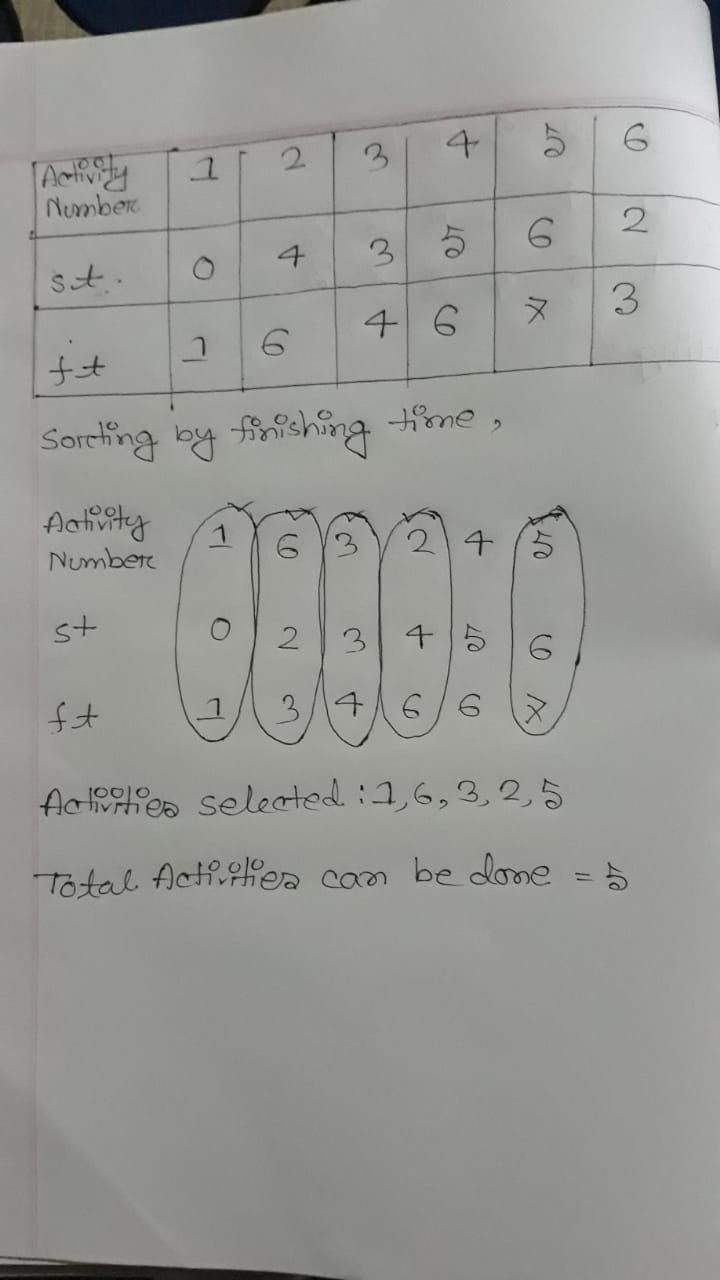 Activity 1 2 3 4 5 6
Number
st. 0 4 3 5 6 2
ft 1 6 4 6 7 3
Sorting by finishing time,
Activity
Number 1 6 3 2 4 5
st 0 2 3 4 5 6
ft 1 3 4 6 6 7
Activities selected : 1, 6, 3, 2, 5
Total Activities can be done = 5